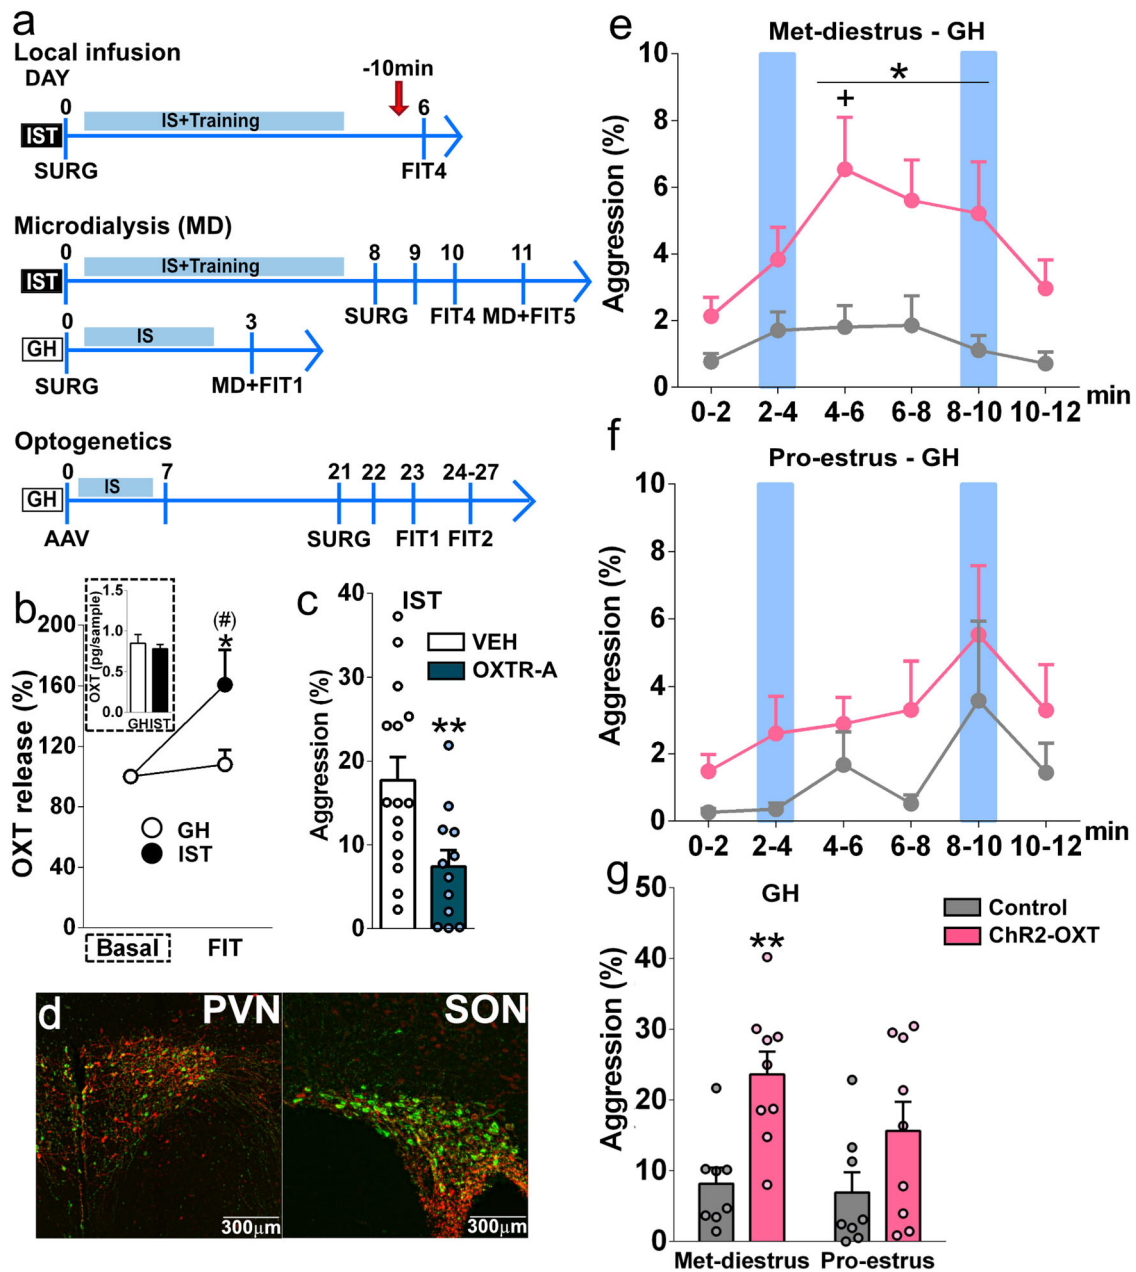 a
Local infusion
DAY
-10min
0
6
IS+Training
IST
SURG
FIT4
Microdialysis (MD)
0
8
9
10
11
IS+Training
IST
SURG
FIT4
MD+FIT5
0
3
IS
GH
SURG
MD+FIT1
Optogenetics
0
7
21
22
23
24-27
IS
GH
AAV
SURG
FIT1
FIT2
b
OXT release (%)
200
160
120
80
40
0
OXT (pg/sample)
1.5
1.0
0.5
0.0
GH
IST
(#)
*
GH
IST
Basal
FIT
c
IST
Aggression (%)
40
30
20
10
0
VEH
OXTR-A
**
d
PVN
300μm
SON
300μm
e
Met-diestrus - GH
Aggression (%)
10
8
6
4
2
0
*
+
0-2
2-4
4-6
6-8
8-10
10-12
min
f
Pro-estrus - GH
Aggression (%)
10
8
6
4
2
0
0-2
2-4
4-6
6-8
8-10
10-12
min
g
GH
Aggression (%)
50
40
30
20
10
0
Control
ChR2-OXT
**
Met-diestrus
Pro-estrus